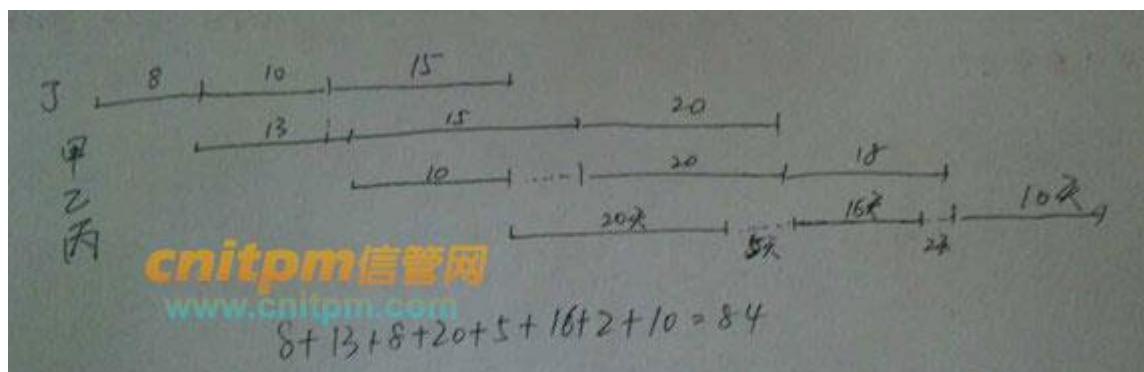 丁 8 10 15
甲 13 15 20
乙 10 20 18
丙 20天 5天 16天 2天 10天
cnitpm信管网
www.cnitpm.com
8+13+8+20+5+16+2+10=84